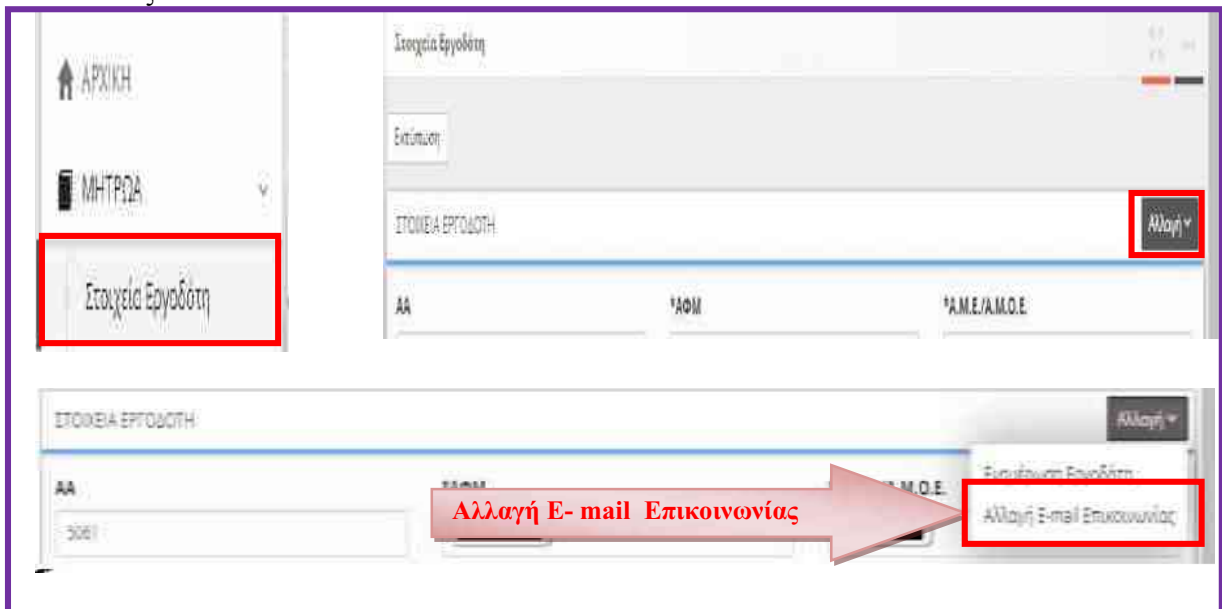 ΑΡΧΙΚΗ
ΜΗΤΡΩΑ
Στοιχεία Εργοδότη
Στοιχεία Εργοδότη
Εκτύπωση
ΣΤΟΙΧΕΙΑ ΕΡΓΟΔΟΤΗ
Αλλαγή
ΑΑ
*ΑΦΜ
*Α.Μ.Ε./Α.Μ.Ο.Ε.
ΣΤΟΙΧΕΙΑ ΕΡΓΟΔΟΤΗ
Αλλαγή
Ενημέρωση Εργοδότη
ΑΑ
Μ.Ο.Ε.
Αλλαγή E- mail Επικοινωνίας
Αλλαγή E-mail Επικοινωνίας